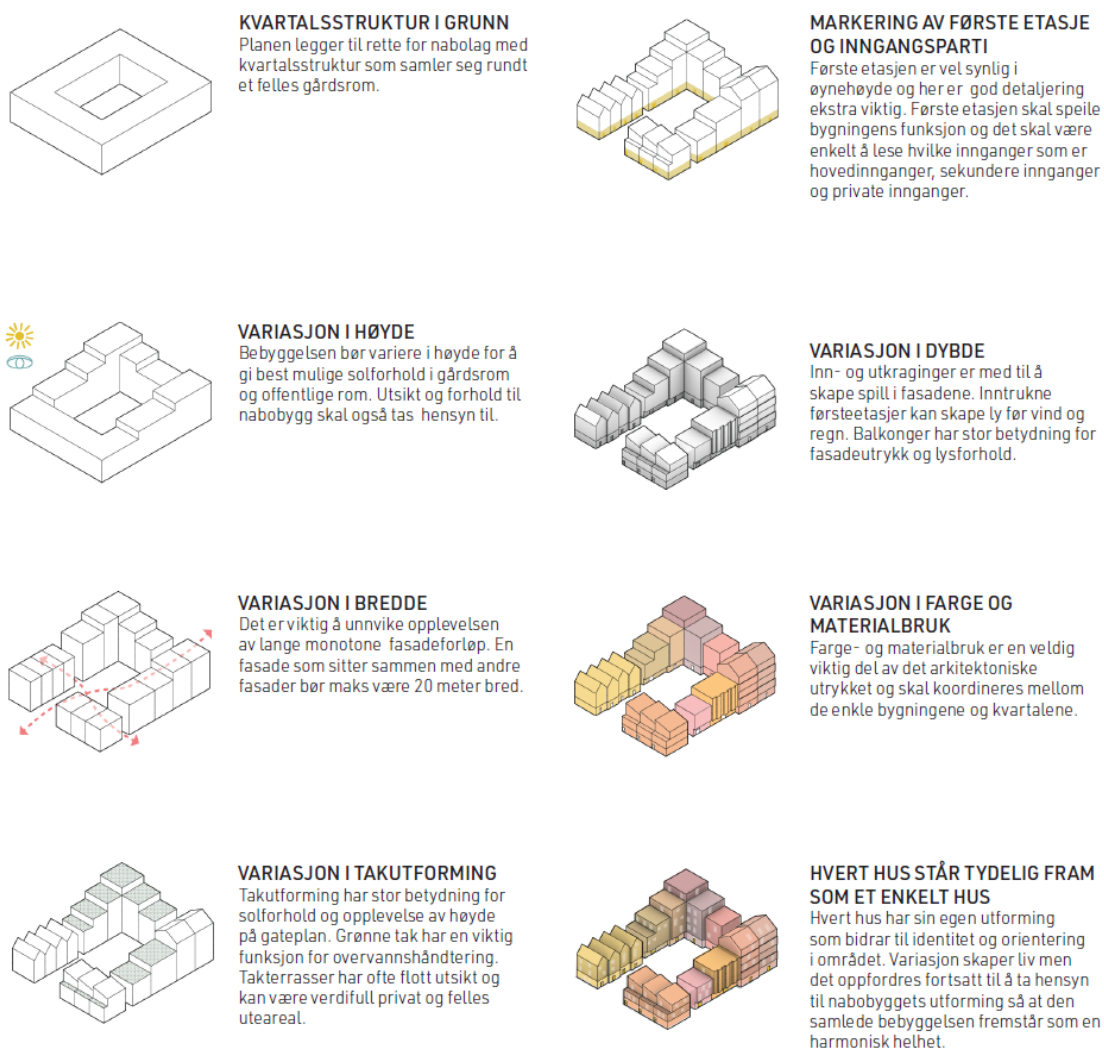 KVARTALSSTRUKTUR I GRUNN
Planen legger til rette for nabolag med
kvartalsstruktur som samler seg rundt
et felles gårdsrom.
VARIASJON I HØYDE
Bebyggelsen bør variere i høyde for å
gi best mulige solforhold i gårdsrom
og offentlige rom. Utsikt og forhold til
nabobygg skal også tas hensyn til.
VARIASJON I BREDDE
Det er viktig å unnvike opplevelsen
av lange monotone fasadeforløp. En
fasade som sitter sammen med andre
fasader bør maks være 20 meter bred.
VARIASJON I TAKUTFORMING
Takutforming har stor betydning for
solforhold og opplevelse av høyde
på gateplan. Grønne tak har en viktig
funksjon for overvannshåndtering.
Takterrasser har ofte flott utsikt og
kan være verdifull privat og felles
uteareal.
MARKERING AV FØRSTE ETASJE
OG INNGANGSPARTI
Første etasjen er vel synlig i
øynehøyde og her er god detaljering
ekstra viktig. Første etasjen skal speile
bygningens funksjon og det skal være
enkelt å lese hvilke innganger som er
hovedinnganger, sekundere innganger
og private innganger.
VARIASJON I DYBDE
Inn- og utkraginger er med til å
skape spill i fasadene. Inntrukne
førsteetasjer kan skape ly før vind og
regn. Balkonger har stor betydning for
fasadeutrykk og lysforhold.
VARIASJON I FARGE OG
MATERIALBRUK
Farge- og materialbruk er en veldig
viktig del av det arkitektoniske
utrykket og skal koordineres mellom
de enkle bygningene og kvartalene.
HVERT HUS STÅR TYDELIG FRAM
SOM ET ENKELT HUS
Hvert hus har sin egen utforming
som bidrar til identitet og orientering
i området. Variasjon skaper liv men
det oppfordres fortsatt til å ta hensyn
til nabobyggets utforming så at den
samlede bebyggelsen fremstår som en
harmonisk helhet.